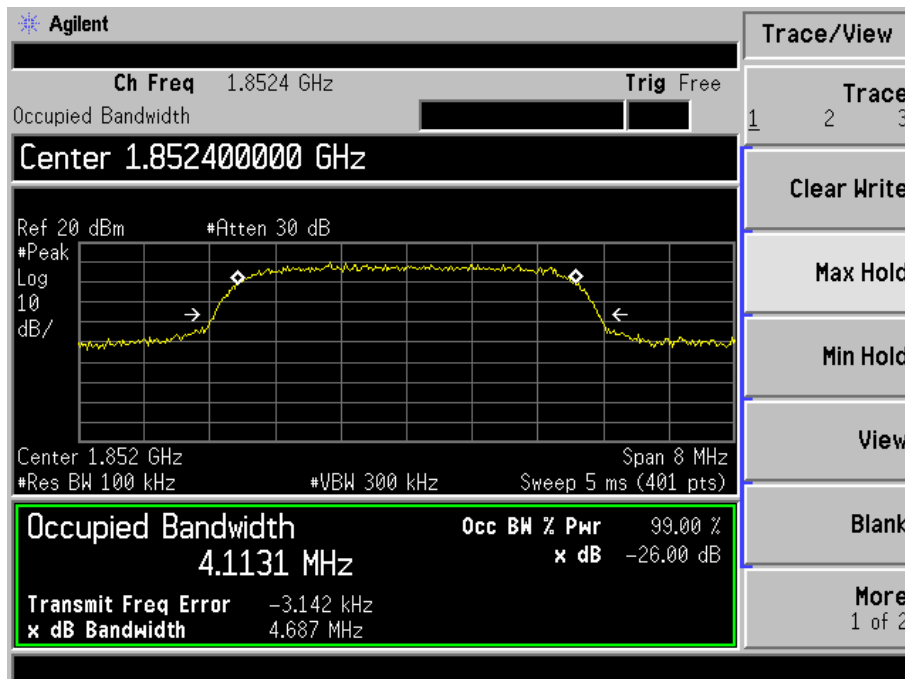 Agilent
Ch Freq 1.8524 GHz Trig Free
Occupied Bandwidth
Center 1.852400000 GHz
Ref 20 dBm #Atten 30 dB
#Peak
Log
10
dB/
Center 1.852 GHz Span 8 MHz
#Res BW 100 kHz #VBW 300 kHz Sweep 5 ms (401 pts)
Occupied Bandwidth
4.1131 MHz
Occ BW % Pwr 99.00 %
x dB -26.00 dB
Transmit Freq Error -3.142 kHz
x dB Bandwidth 4.687 MHz
Trace/View
Trace
1 2 3
Clear Write
Max Hold
Min Hold
View
Blank
More
1 of 2